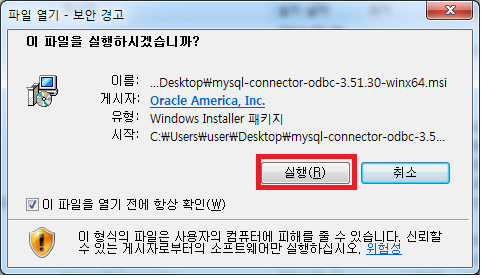 파일 열기 - 보안 경고
이 파일을 실행하시겠습니까?
이름: ...Desktop₩mysql-connector-odbc-3.51.30-winx64.msi
게시자: Oracle America, Inc.
유형: Windows Installer 패키지
시작: C:₩Users₩user₩Desktop₩mysql-connector-odbc-3.5...
실행(R) 취소
이 파일을 열기 전에 항상 확인(W)
이 형식의 파일은 사용자의 컴퓨터에 피해를 줄 수 있습니다. 신뢰할
수 있는 게시자로부터의 소프트웨어만 실행하십시오. 위험성